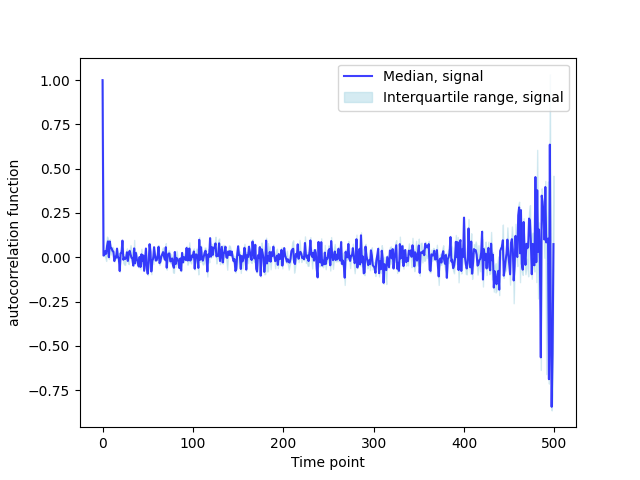 Median, signal
Interquartile range, signal
1.00
0.75
0.50
0.25
0.00
−0.25
−0.50
−0.75
autocorrelation function
0 100 200 300 400 500
Time point